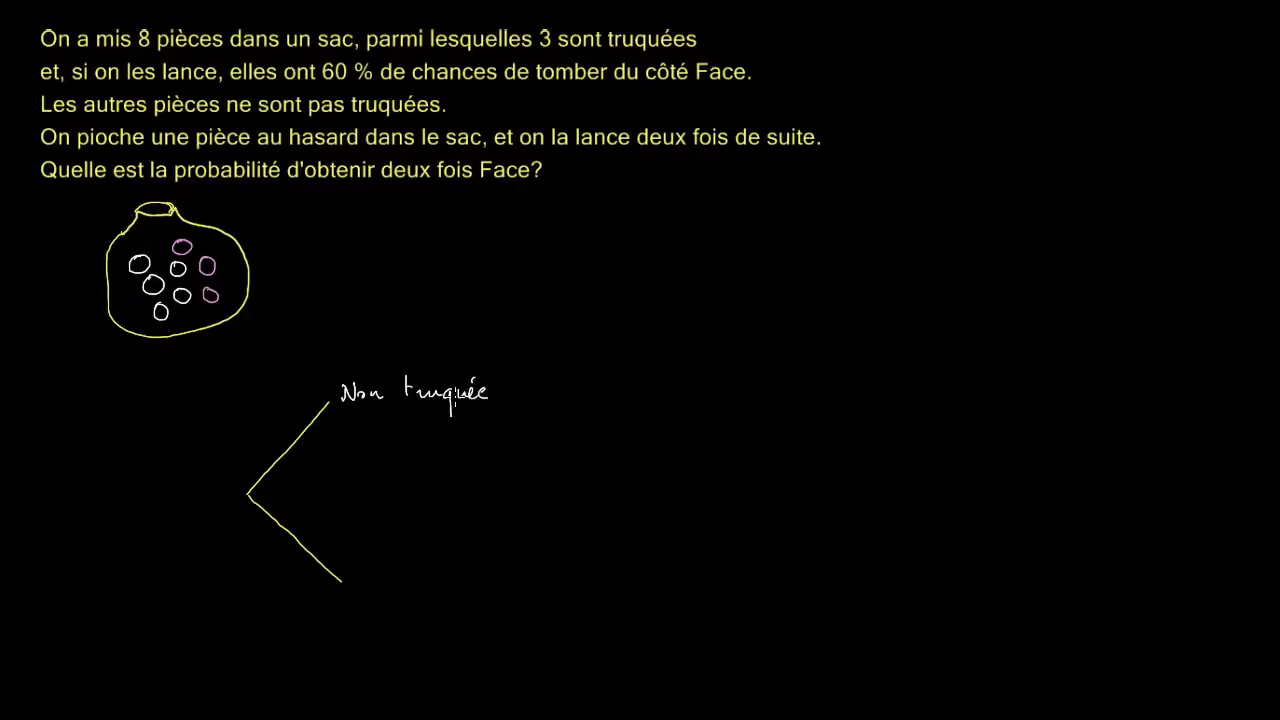 On a mis 8 pièces dans un sac, parmi lesquelles 3 sont truquées
et, si on les lance, elles ont 60 % de chances de tomber du côté Face.
Les autres pièces ne sont pas truquées.
On pioche une pièce au hasard dans le sac, et on la lance deux fois de suite.
Quelle est la probabilité d'obtenir deux fois Face?
Non truquée